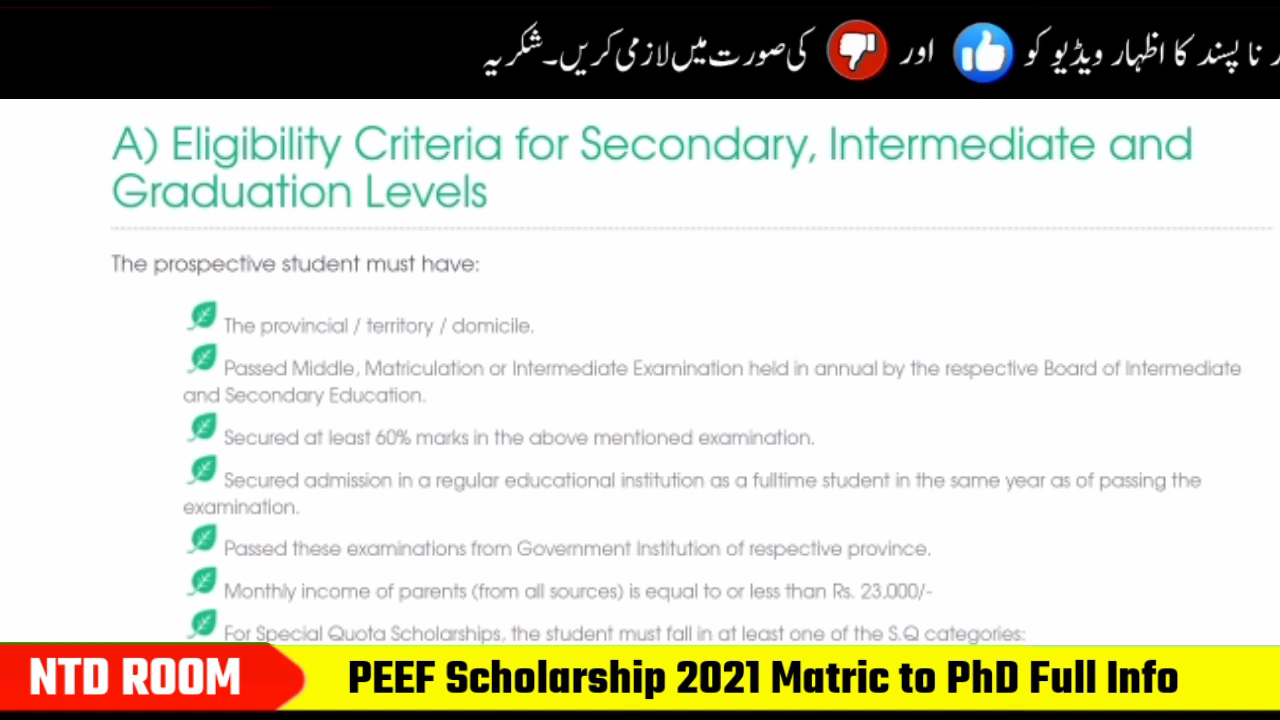 نا پسند کا اظہار ویڈیو کو اور کی صورت میں لازمی کریں۔ شکریہ
A) Eligibility Criteria for Secondary, Intermediate and
Graduation Levels
The prospective student must have:
The provincial / territory / domicile.
Passed Middle, Matriculation or Intermediate Examination held in annual by the respective Board of Intermediate
and Secondary Education.
Secured at least 60% marks in the above mentioned examination.
Secured admission in a regular educational institution as a fulltime student in the same year as of passing the
examination.
Passed these examinations from Government Institution of respective province.
Monthly income of parents (from all sources) is equal to or less than Rs. 23,000/-
For Special Quota Scholarships, the student must fall in at least one of the S.Q categories:
NTD ROOM PEEF Scholarship 2021 Matric to PhD Full Info